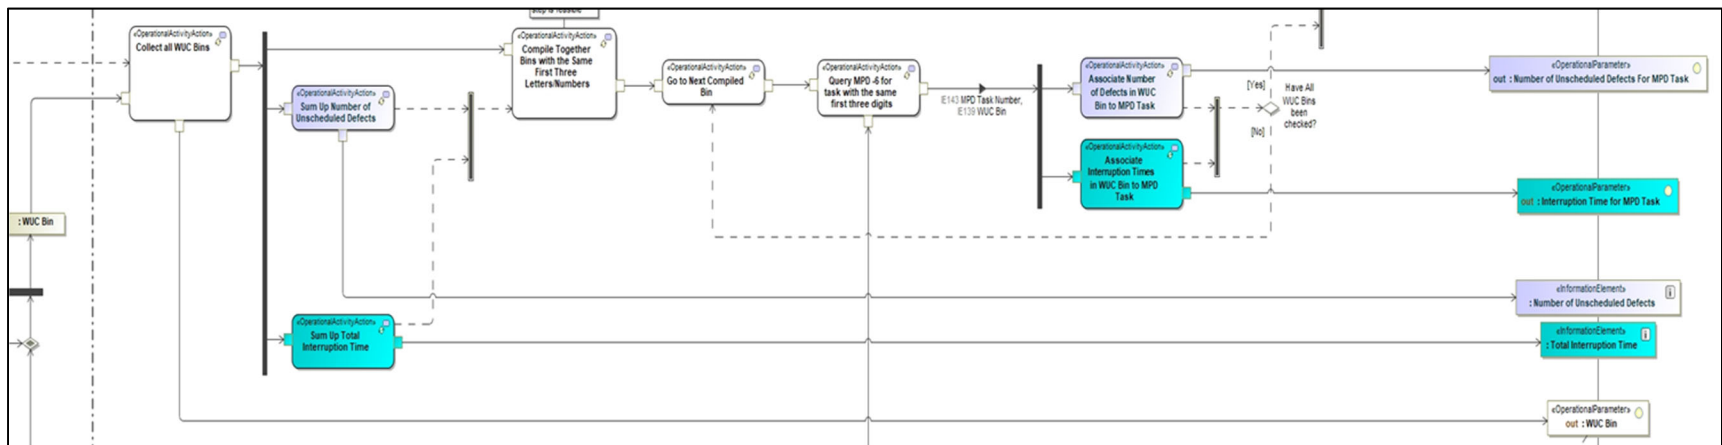 «OperationalActivityAction»
Collect all WUC Bins
«OperationalActivityAction»
Compile Together
Bins with the Same
First Three
Letters/Numbers
«OperationalActivityAction»
Sum Up Number of
Unscheduled Defects
«OperationalActivityAction»
Go to Next Compiled
Bin
«OperationalActivityAction»
Query MPD -6 for
task with the same
first three digits
IE143 MPD Task Number,
IE139 WUC Bin
«OperationalActivityAction»
Associate Number
of Defects in WUC
Bin to MPD Task
[Yes]
Have All
WUC Bins
been
checked?
[No]
«OperationalParameter»
out : Number of Unscheduled Defects For MPD Task
«OperationalActivityAction»
Associate
Interruption Times
in WUC Bin to MPD
Task
«OperationalParameter»
out : Interruption Time for MPD Task
: WUC Bin
«InformationElement»
: Number of Unscheduled Defects
«OperationalActivityAction»
Sum Up Total
Interruption Time
«InformationElement»
: Total Interruption Time
«OperationalParameter»
out : WUC Bin